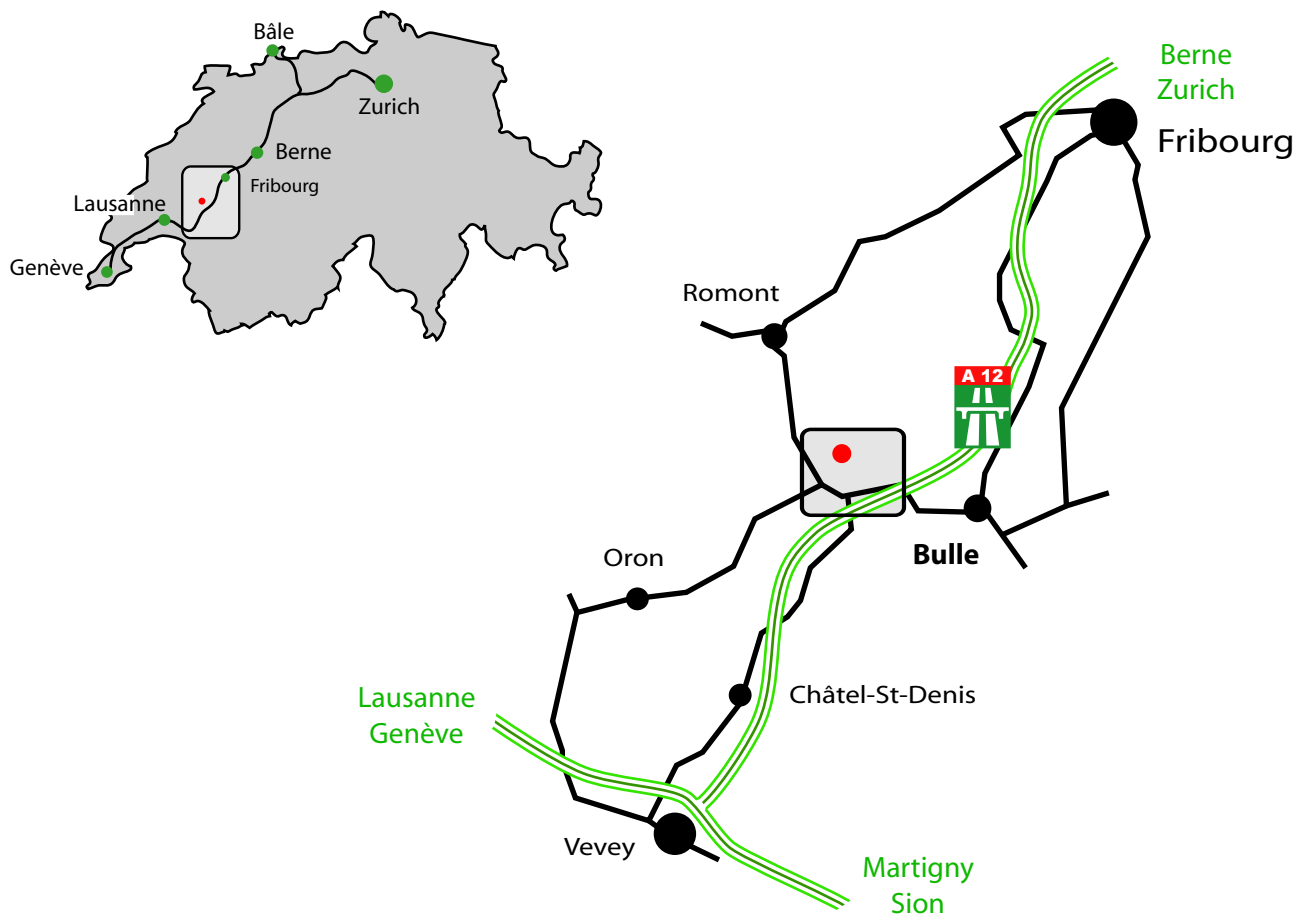 Bâle
Zurich
Berne
Fribourg
Lausanne
Genève
Berne
Zurich
Fribourg
Romont
A 12
Bulle
Oron
Châtel-St-Denis
Lausanne
Genève
Vevey
Martigny
Sion